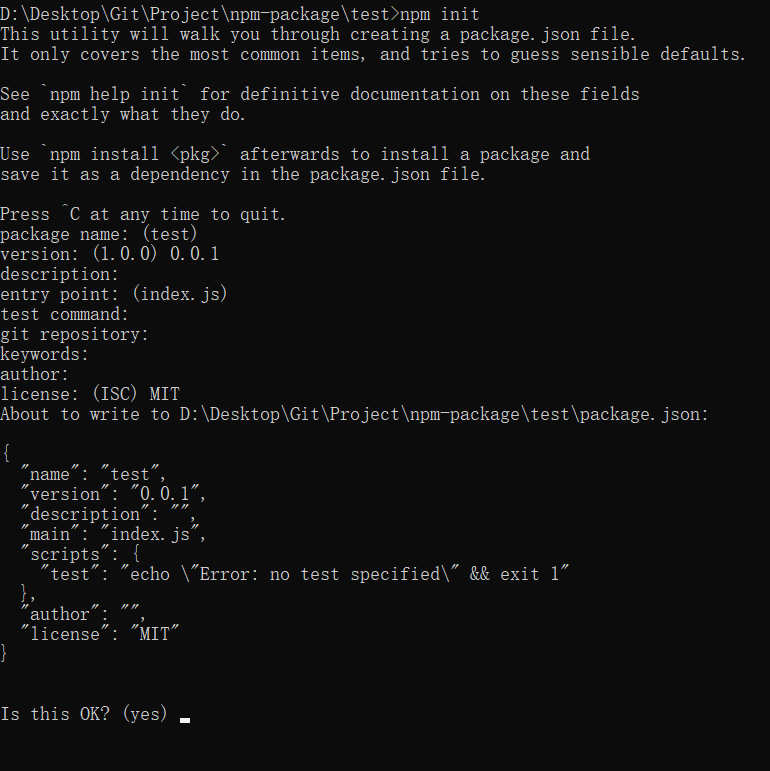 D:\Desktop\Git\Project\npm-package\test>npm init
This utility will walk you through creating a package.json file.
It only covers the most common items, and tries to guess sensible defaults.

See `npm help init` for definitive documentation on these fields
and exactly what they do.

Use `npm install <pkg>` afterwards to install a package and
save it as a dependency in the package.json file.

Press ^C at any time to quit.
package name: (test)
version: (1.0.0) 0.0.1
description:
entry point: (index.js)
test command:
git repository:
keywords:
author:
license: (ISC) MIT
About to write to D:\Desktop\Git\Project\npm-package\test\package.json:

{
  "name": "test",
  "version": "0.0.1",
  "description": "",
  "main": "index.js",
  "scripts": {
    "test": "echo \"Error: no test specified\" && exit 1"
  },
  "author": "",
  "license": "MIT"
}


Is this OK? (yes)